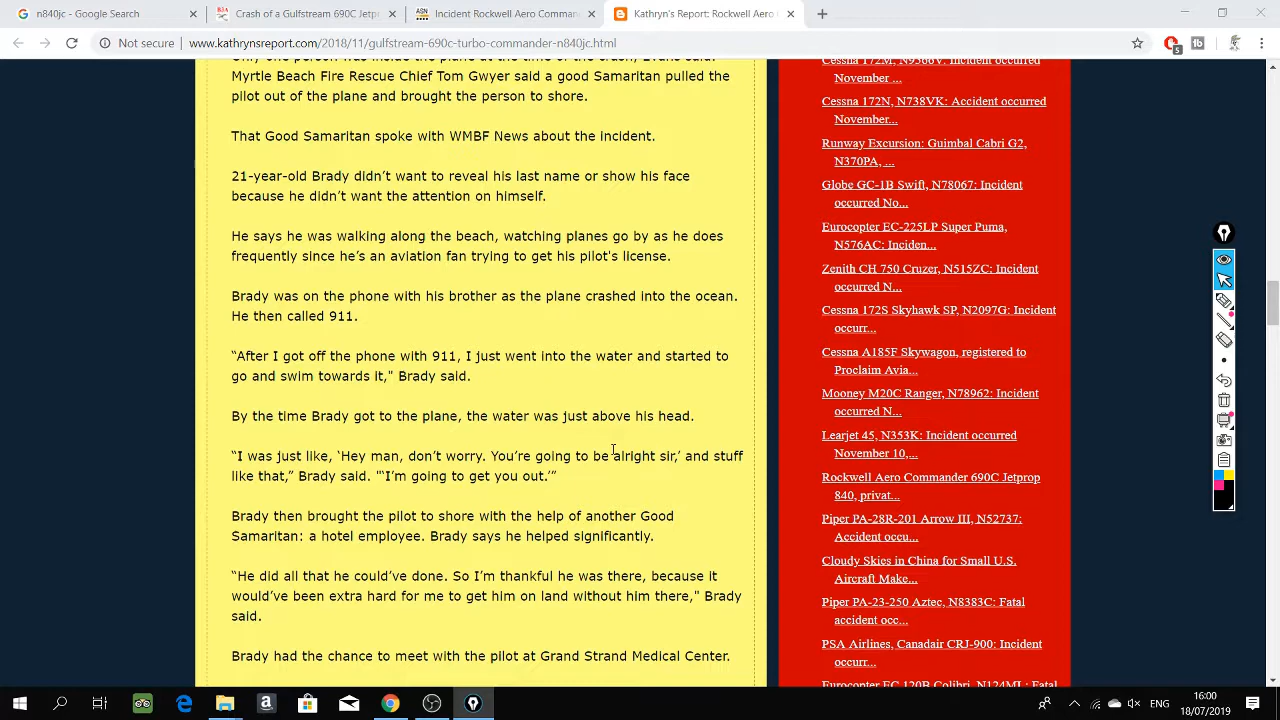 n840jc - Google Search
Crash of a Gulfstream 690C Jetp
Rockwell Aero Comman
Kathryn's Report: Rockwell Aero
Not secure
www.kathrynsreport.com/2018/11/gulfstream-690c-turbo-commander-n840jc.html
5
Myrtle Beach Fire Rescue Chief Tom Gwyer said a good Samaritan pulled the
pilot out of the plane and brought the person to shore.
That Good Samaritan spoke with WMBF News about the incident.
21-year-old Brady didn’t want to reveal his last name or show his face
because he didn’t want the attention on himself.
He says he was walking along the beach, watching planes go by as he does
frequently since he’s an aviation fan trying to get his pilot's license.
Brady was on the phone with his brother as the plane crashed into the ocean.
He then called 911.
“After I got off the phone with 911, I just went into the water and started to
go and swim towards it," Brady said.
By the time Brady got to the plane, the water was just above his head.
“I was just like, ‘Hey man, don’t worry. You’re going to be alright sir,’ and stuff
like that,” Brady said. "‘I’m going to get you out.’”
Brady then brought the pilot to shore with the help of another Good
Samaritan: a hotel employee. Brady says he helped significantly.
“He did all that he could’ve done. So I’m thankful he was there, because it
would’ve been extra hard for me to get him on land without him there," Brady
said.
Brady had the chance to meet with the pilot at Grand Strand Medical Center.
Cessna 172M, N9566V: Incident occurred
November ...
Cessna 172N, N738VK: Accident occurred
November...
Runway Excursion: Guimbal Cabri G2,
N370PA, ...
Globe GC-1B Swift, N78067: Incident
occurred No...
Eurocopter EC-225LP Super Puma,
N576AC: Inciden...
Zenith CH 750 Cruzer, N515ZC: Incident
occurred N...
Cessna 172S Skyhawk SP, N2097G: Incident
occurr...
Cessna A185F Skywagon, registered to
Proclaim Avia...
Mooney M20C Ranger, N78962: Incident
occurred N...
Learjet 45, N353K: Incident occurred
November 10,...
Rockwell Aero Commander 690C Jetprop
840, privat...
Piper PA-28R-201 Arrow III, N52737:
Accident occu...
Cloudy Skies in China for Small U.S.
Aircraft Make...
Piper PA-23-250 Aztec, N8383C: Fatal
accident occ...
PSA Airlines, Canadair CRJ-900: Incident
occurr...
Eurocopter EC 120B Colibri, N124ML: Fatal
ENG
16:00
18/07/2019